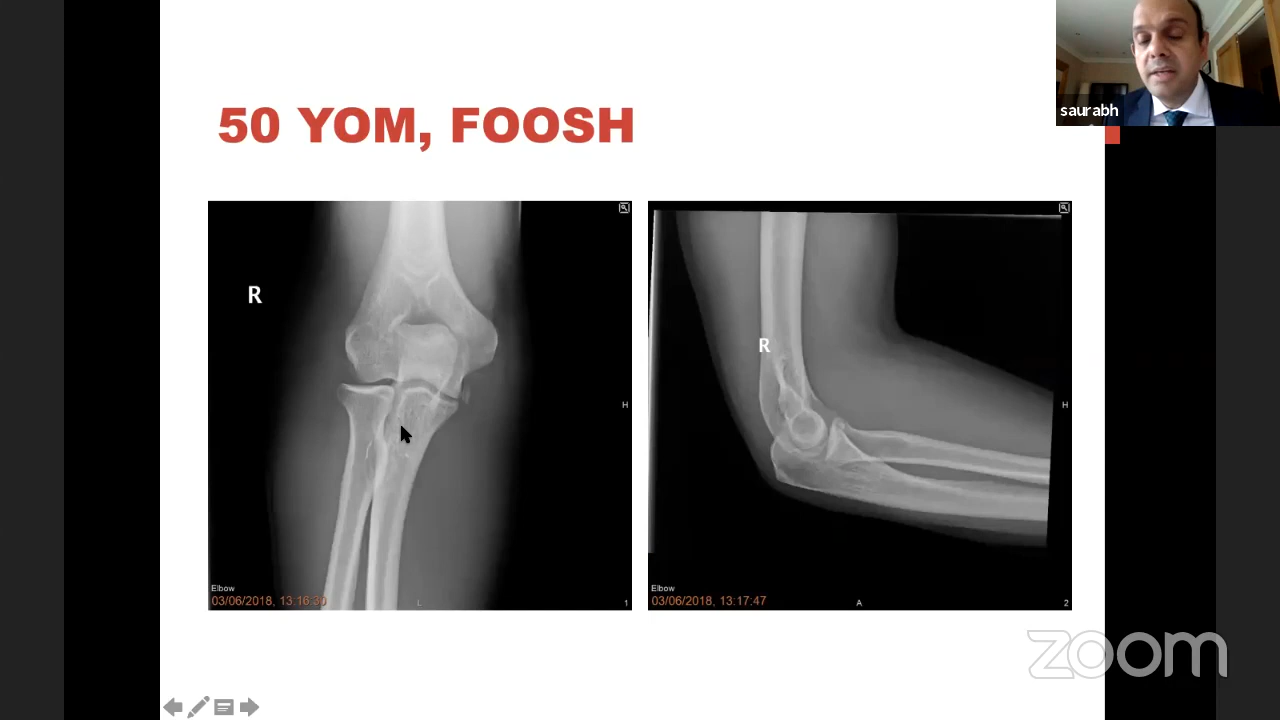 saurabh
50 YOM, FOOSH
R
H
Elbow
03/06/2018, 13:16:30
L
1
R
H
Elbow
03/06/2018, 13:17:47
A
2
zoom